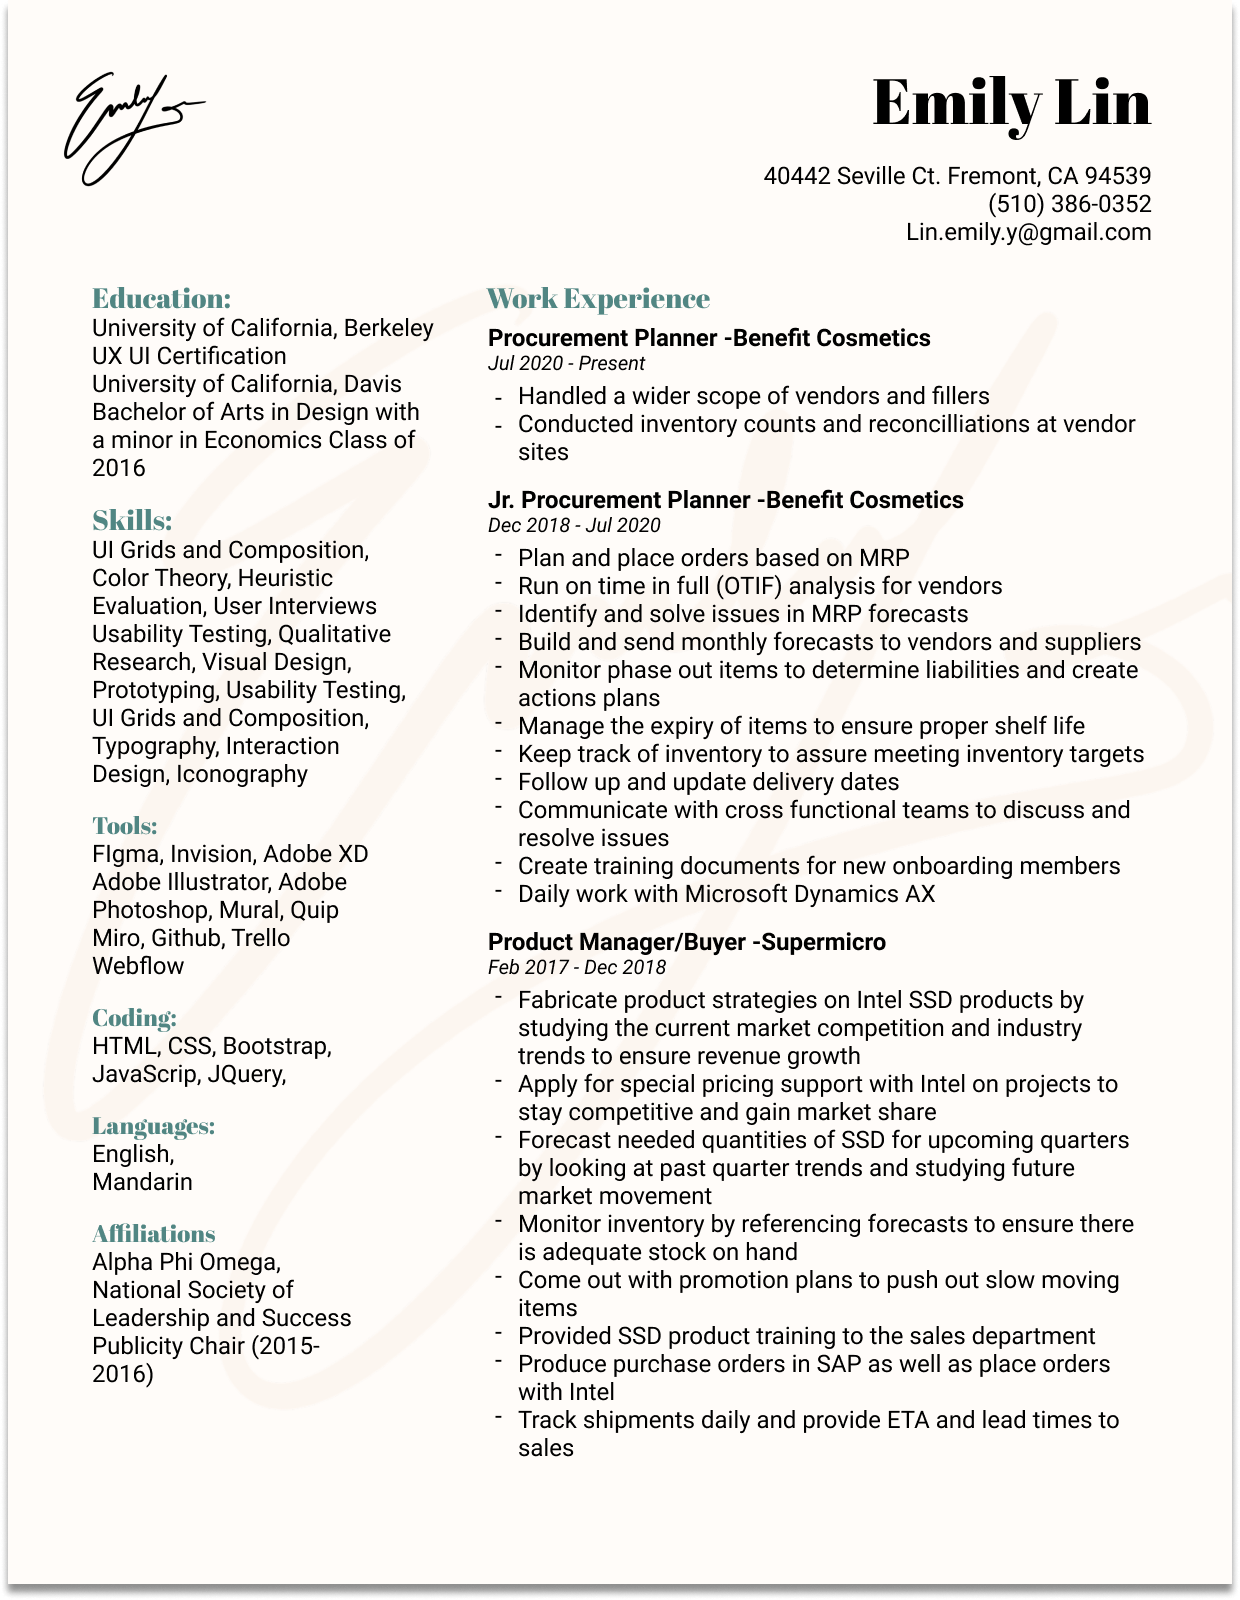 Emily
Emily Lin
40442 Seville Ct. Fremont, CA 94539
(510) 386-0352
Lin.emily.y@gmail.com
Education:
University of California, Berkeley
UX UI Certification
University of California, Davis
Bachelor of Arts in Design with
a minor in Economics Class of
2016
Skills:
UI Grids and Composition,
Color Theory, Heuristic
Evaluation, User Interviews
Usability Testing, Qualitative
Research, Visual Design,
Prototyping, Usability Testing,
UI Grids and Composition,
Typography, Interaction
Design, Iconography
Tools:
FIgma, Invision, Adobe XD
Adobe Illustrator, Adobe
Photoshop, Mural, Quip
Miro, Github, Trello
Webflow
Coding:
HTML, CSS, Bootstrap,
JavaScrip, JQuery,
Languages:
English,
Mandarin
Affiliations
Alpha Phi Omega,
National Society of
Leadership and Success
Publicity Chair (2015-
2016)
Work Experience
Procurement Planner -Benefit Cosmetics
Jul 2020 - Present
- Handled a wider scope of vendors and fillers
- Conducted inventory counts and reconcilliations at vendor
sites
Jr. Procurement Planner -Benefit Cosmetics
Dec 2018 - Jul 2020
- Plan and place orders based on MRP
- Run on time in full (OTIF) analysis for vendors
- Identify and solve issues in MRP forecasts
- Build and send monthly forecasts to vendors and suppliers
- Monitor phase out items to determine liabilities and create
actions plans
- Manage the expiry of items to ensure proper shelf life
- Keep track of inventory to assure meeting inventory targets
- Follow up and update delivery dates
- Communicate with cross functional teams to discuss and
resolve issues
- Create training documents for new onboarding members
- Daily work with Microsoft Dynamics AX
Product Manager/Buyer -Supermicro
Feb 2017 - Dec 2018
- Fabricate product strategies on Intel SSD products by
studying the current market competition and industry
trends to ensure revenue growth
- Apply for special pricing support with Intel on projects to
stay competitive and gain market share
- Forecast needed quantities of SSD for upcoming quarters
by looking at past quarter trends and studying future
market movement
- Monitor inventory by referencing forecasts to ensure there
is adequate stock on hand
- Come out with promotion plans to push out slow moving
items
- Provided SSD product training to the sales department
- Produce purchase orders in SAP as well as place orders
with Intel
- Track shipments daily and provide ETA and lead times to
sales